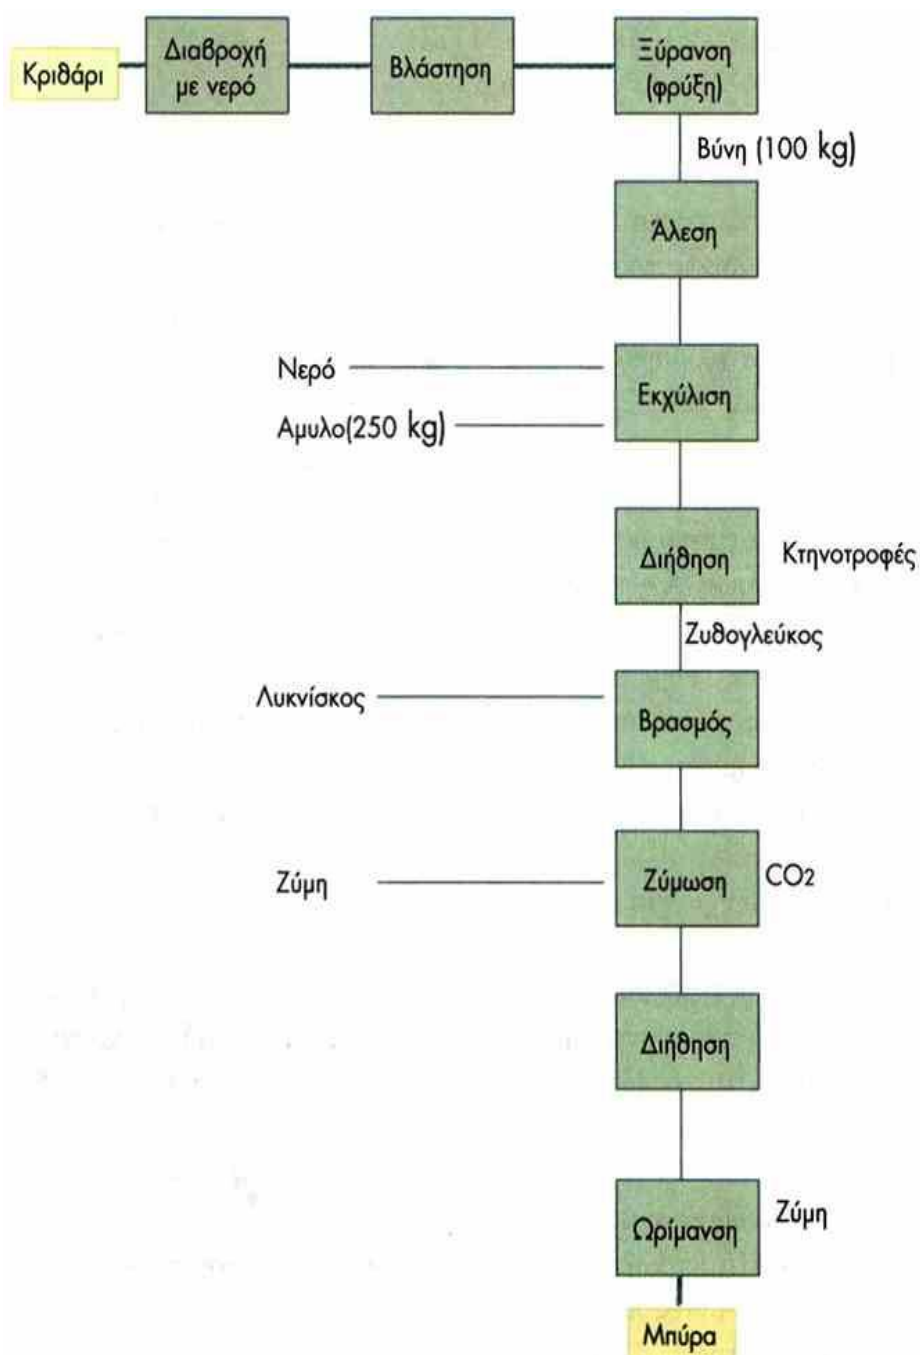 Κριθάρι
Διαβροχή
με νερό
Βλάστηση
Ξύρανση
(φρύξη)
Βύνη (100 kg)
Άλεση
Νερό
Αμυλο(250 kg)
Εκχύλιση
Διήθηση
Κτηνοτροφές
Ζυθογλεύκος
Λυκνίσκος
Βρασμός
Ζύμη
Ζύμωση
CO2
Διήθηση
Ωρίμανση
Ζύμη
Μπύρα